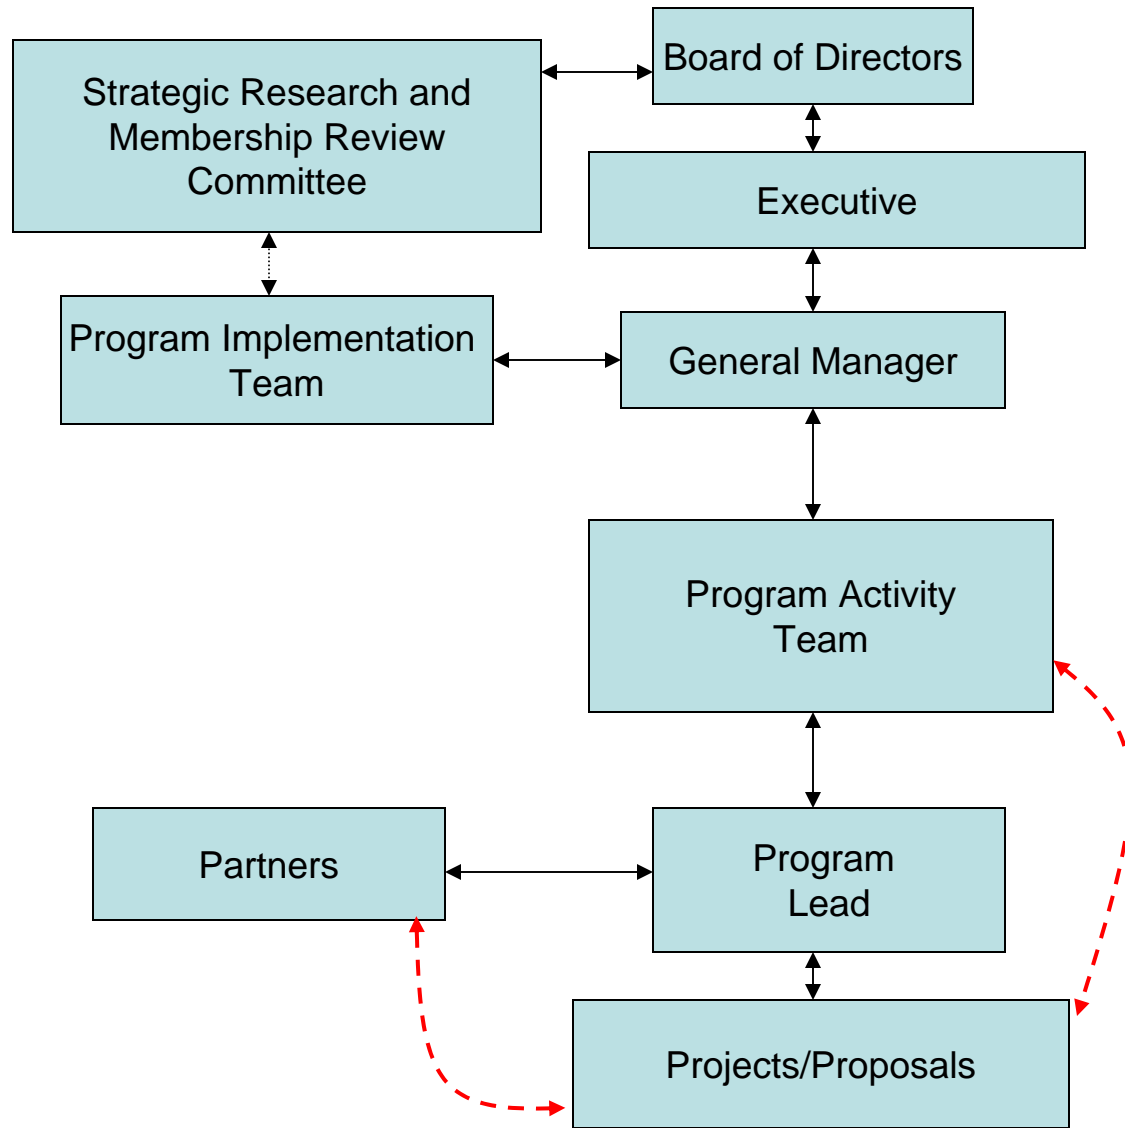 Board of Directors
Strategic Research and
Membership Review
Committee
Executive
Program Implementation
Team
General Manager
Program Activity
Team
Partners
Program
Lead
Projects/Proposals